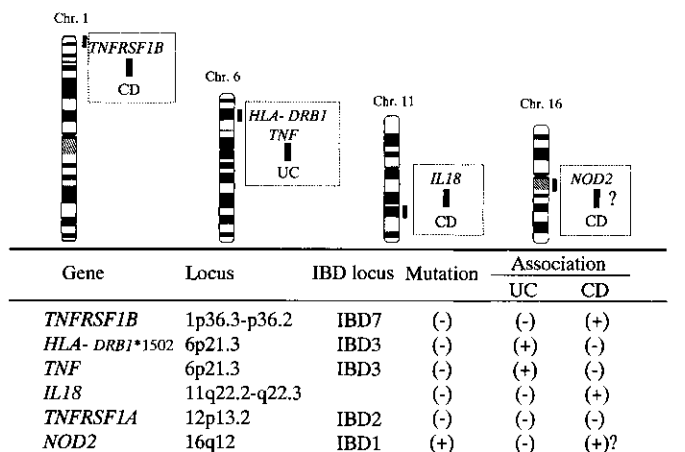 Chr. 1
TNFRSF1B
CD
Chr. 6
HLA- DRB1
TNF
UC
Chr. 11
IL18
CD
Chr. 16
NOD2
?
CD
Gene Locus IBD locus Mutation Association
UC CD
TNFRSF1B 1p36.3-p36.2 IBD7 (-) (-) (+)
HLA- DRB1*1502 6p21.3 IBD3 (-) (+) (-)
TNF 6p21.3 IBD3 (-) (+) (-)
IL18 11q22.2-q22.3 (-) (-) (+)
TNFRSF1A 12p13.2 IBD2 (-) (-) (-)
NOD2 16q12 IBD1 (+) (-) (+)?